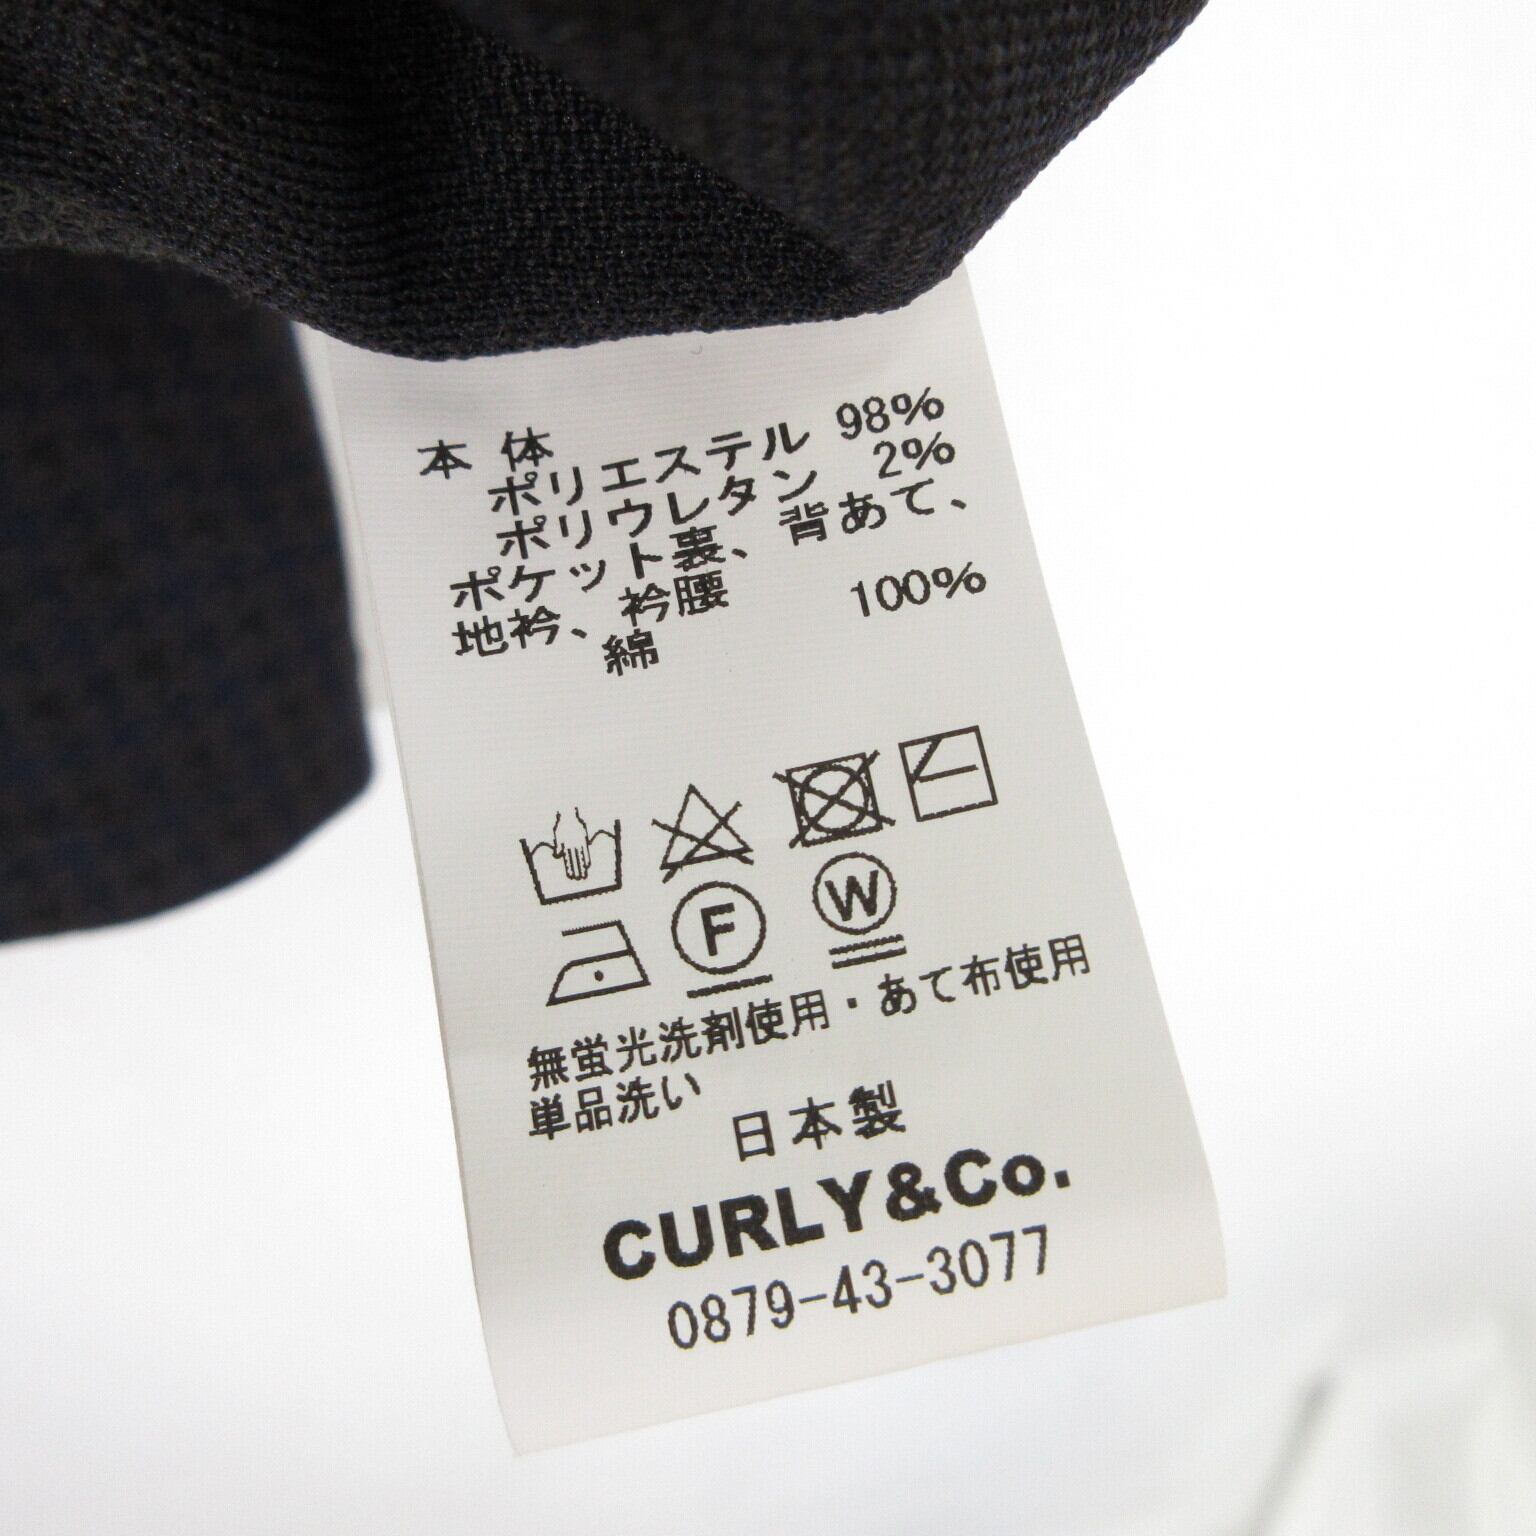 本体
ポリエステル 98%
ポリウレタン 2%
ポケット裏、背あて、
地衿、衿腰
綿 100%
F W
無蛍光洗剤使用・あて布使用
単品洗い
日本製
CURLY&Co.
0879-43-3077